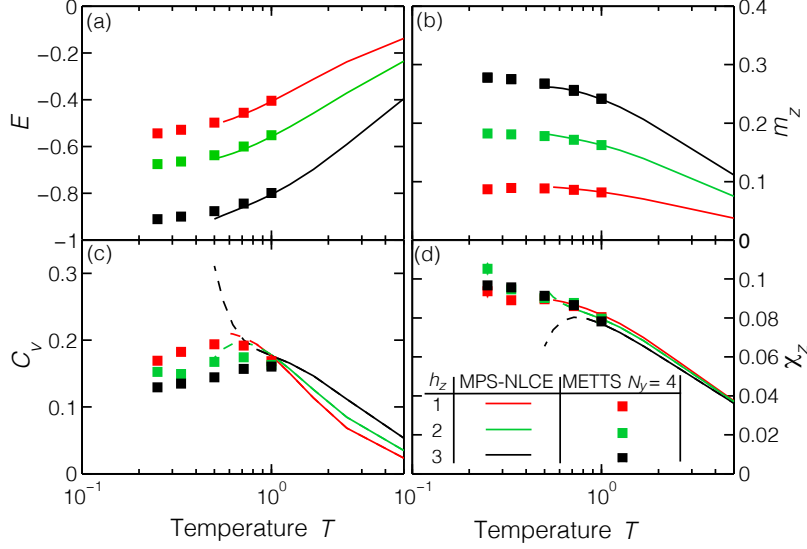 (a)
0
-0.2
-0.4
-0.6
-0.8
-1
E
(b)
0.4
0.3
0.2
0.1
0
m_z
(c)
0.3
0.2
0.1
0
C_v
10^-1
10^0
Temperature T
(d)
0.1
0.08
0.06
0.04
0.02
0
χ_z
10^-1
10^0
Temperature T
h_z MPS-NLCE METTS N_y = 4
1
2
3